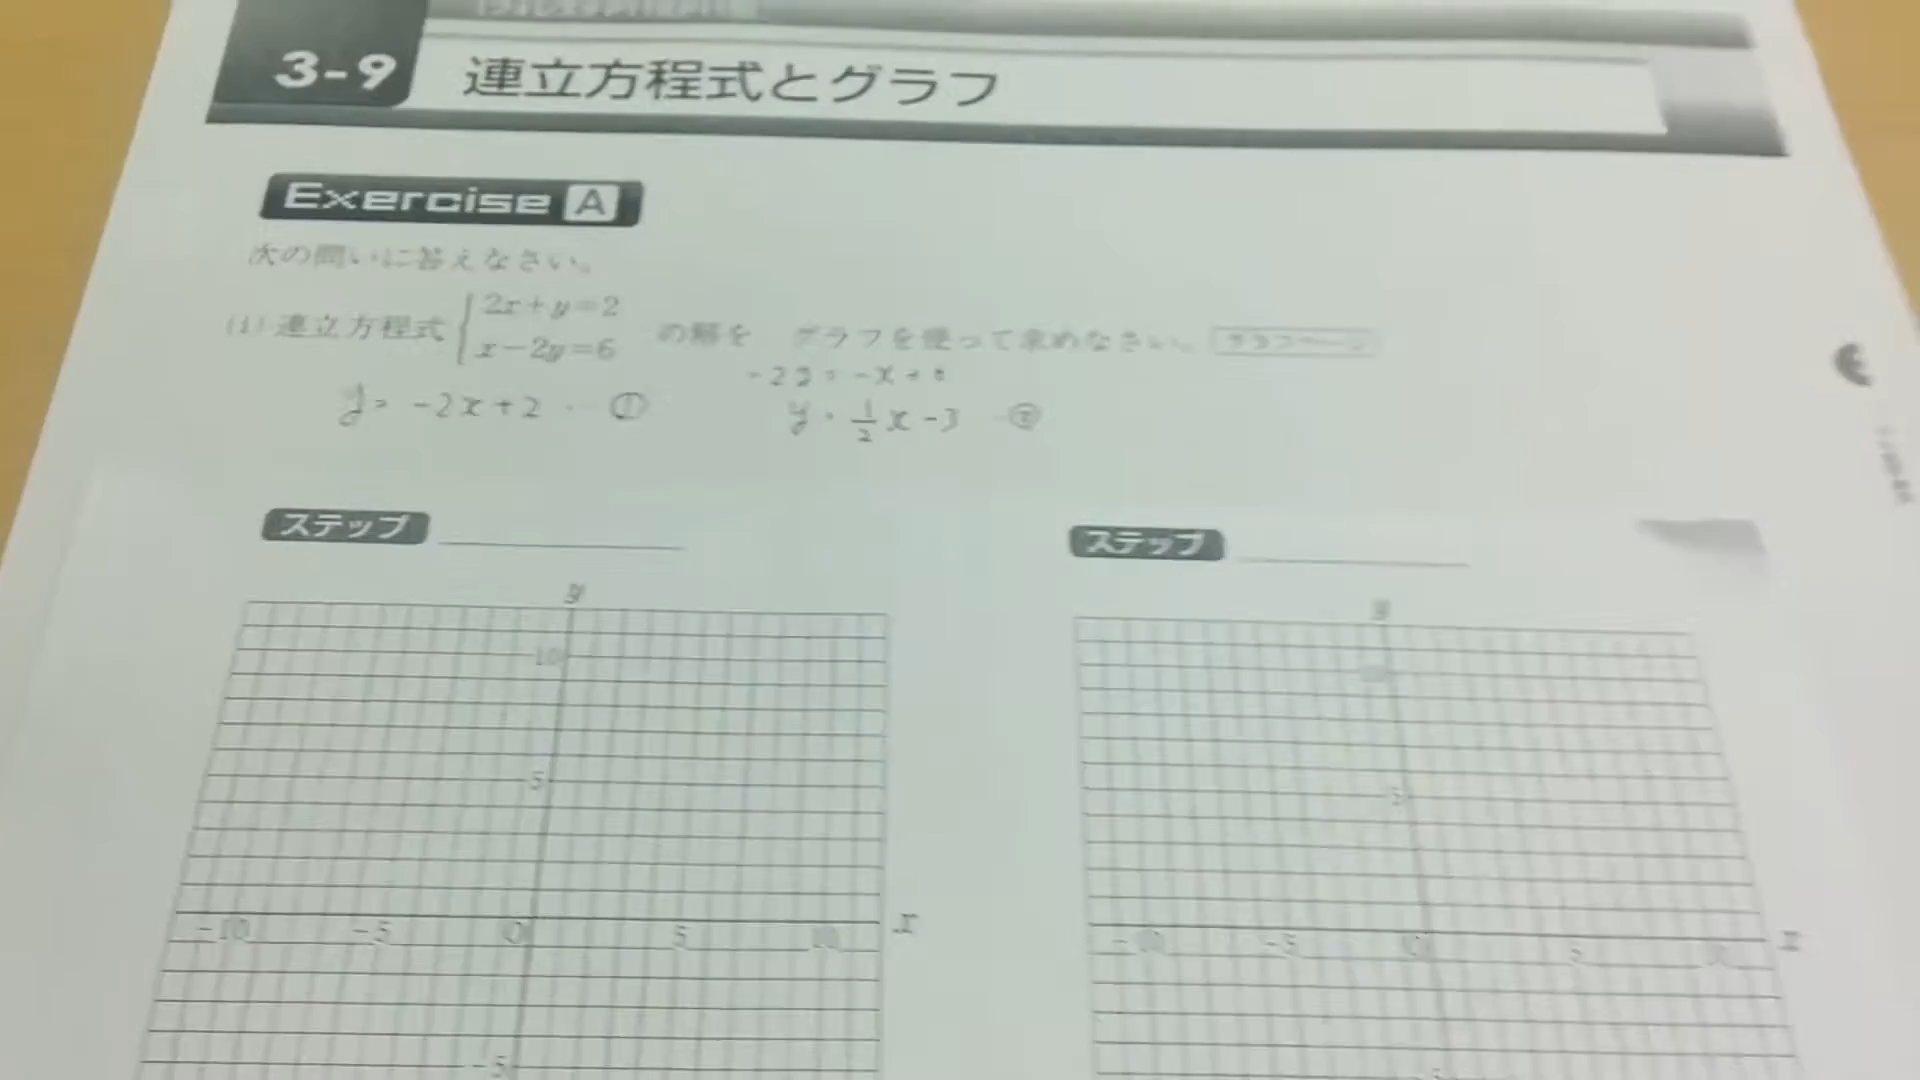 3-9 連立方程式とグラフ
Exercise A
次の問いに答えなさい。
(1) 連立方程式 { 2x+y=2
x-2y=6 の解を グラフを使って求めなさい。
-2y=-x+6
y=-2x+2 … ①
y=1/2x-3 … ②
ステップ
ステップ
y
y
10
5
5
-10 -5 O 5 10 x
-10 -5 O 5 10 x
-5